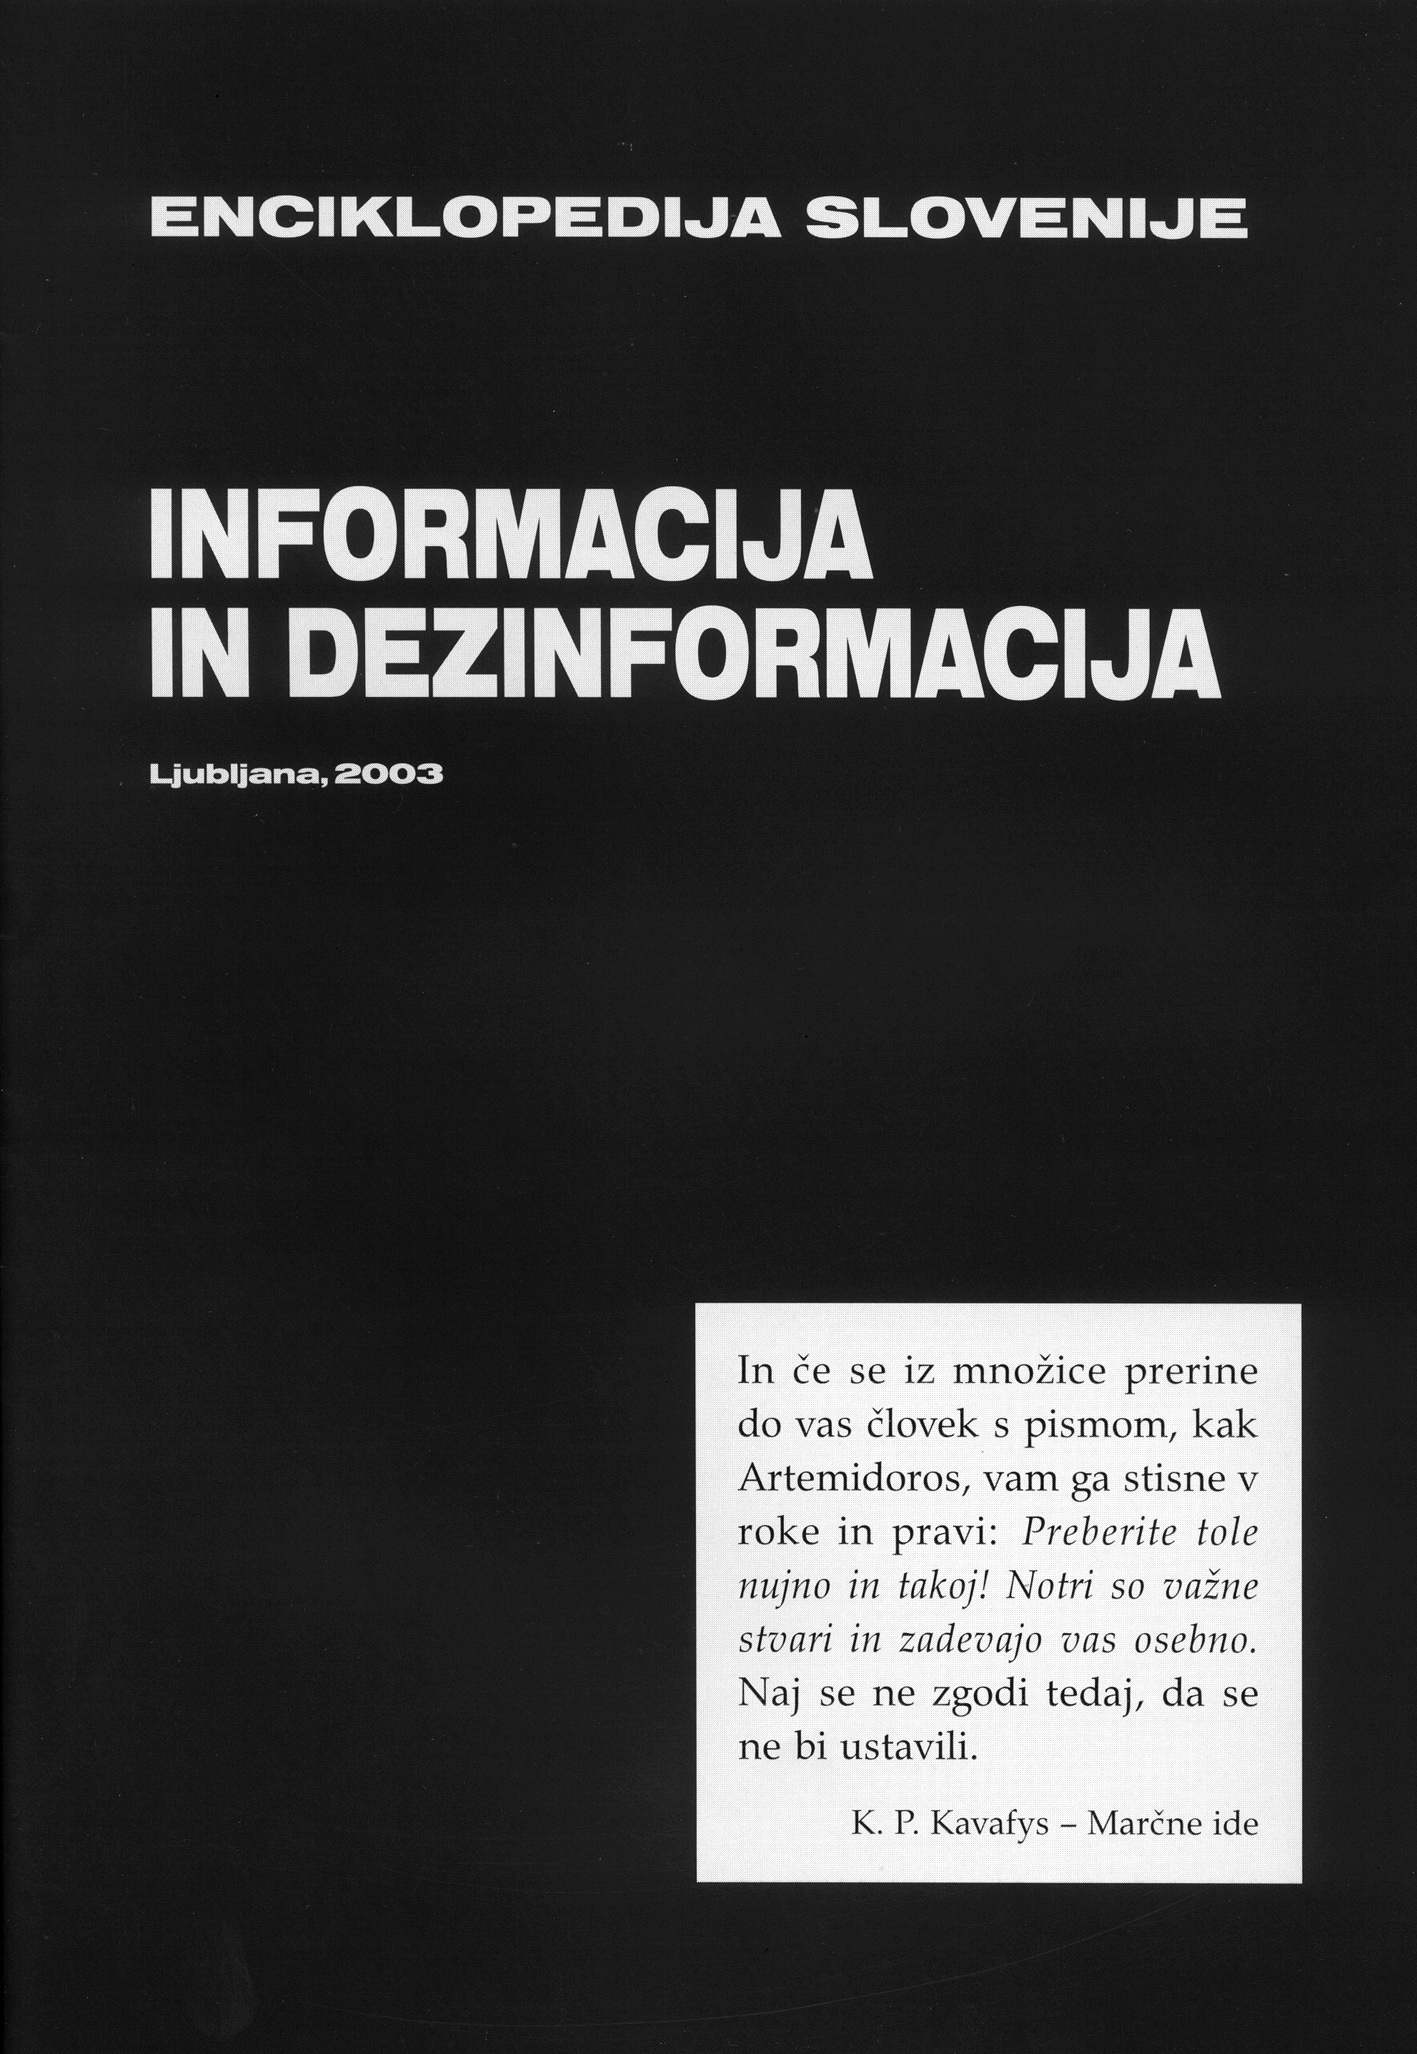 ENCIKLOPEDIJA SLOVENIJE
INFORMACIJA
IN DEZINFORMACIJA
Ljubljana, 2003
In če se iz množice prerine
do vas človek s pismom, kak
Artemidoros, vam ga stisne v
roke in pravi: Preberite tole
nujno in takoj! Notri so važne
stvari in zadevajo vas osebno.
Naj se ne zgodi tedaj, da se
ne bi ustavili.
K. P. Kavafys – Marčne ide